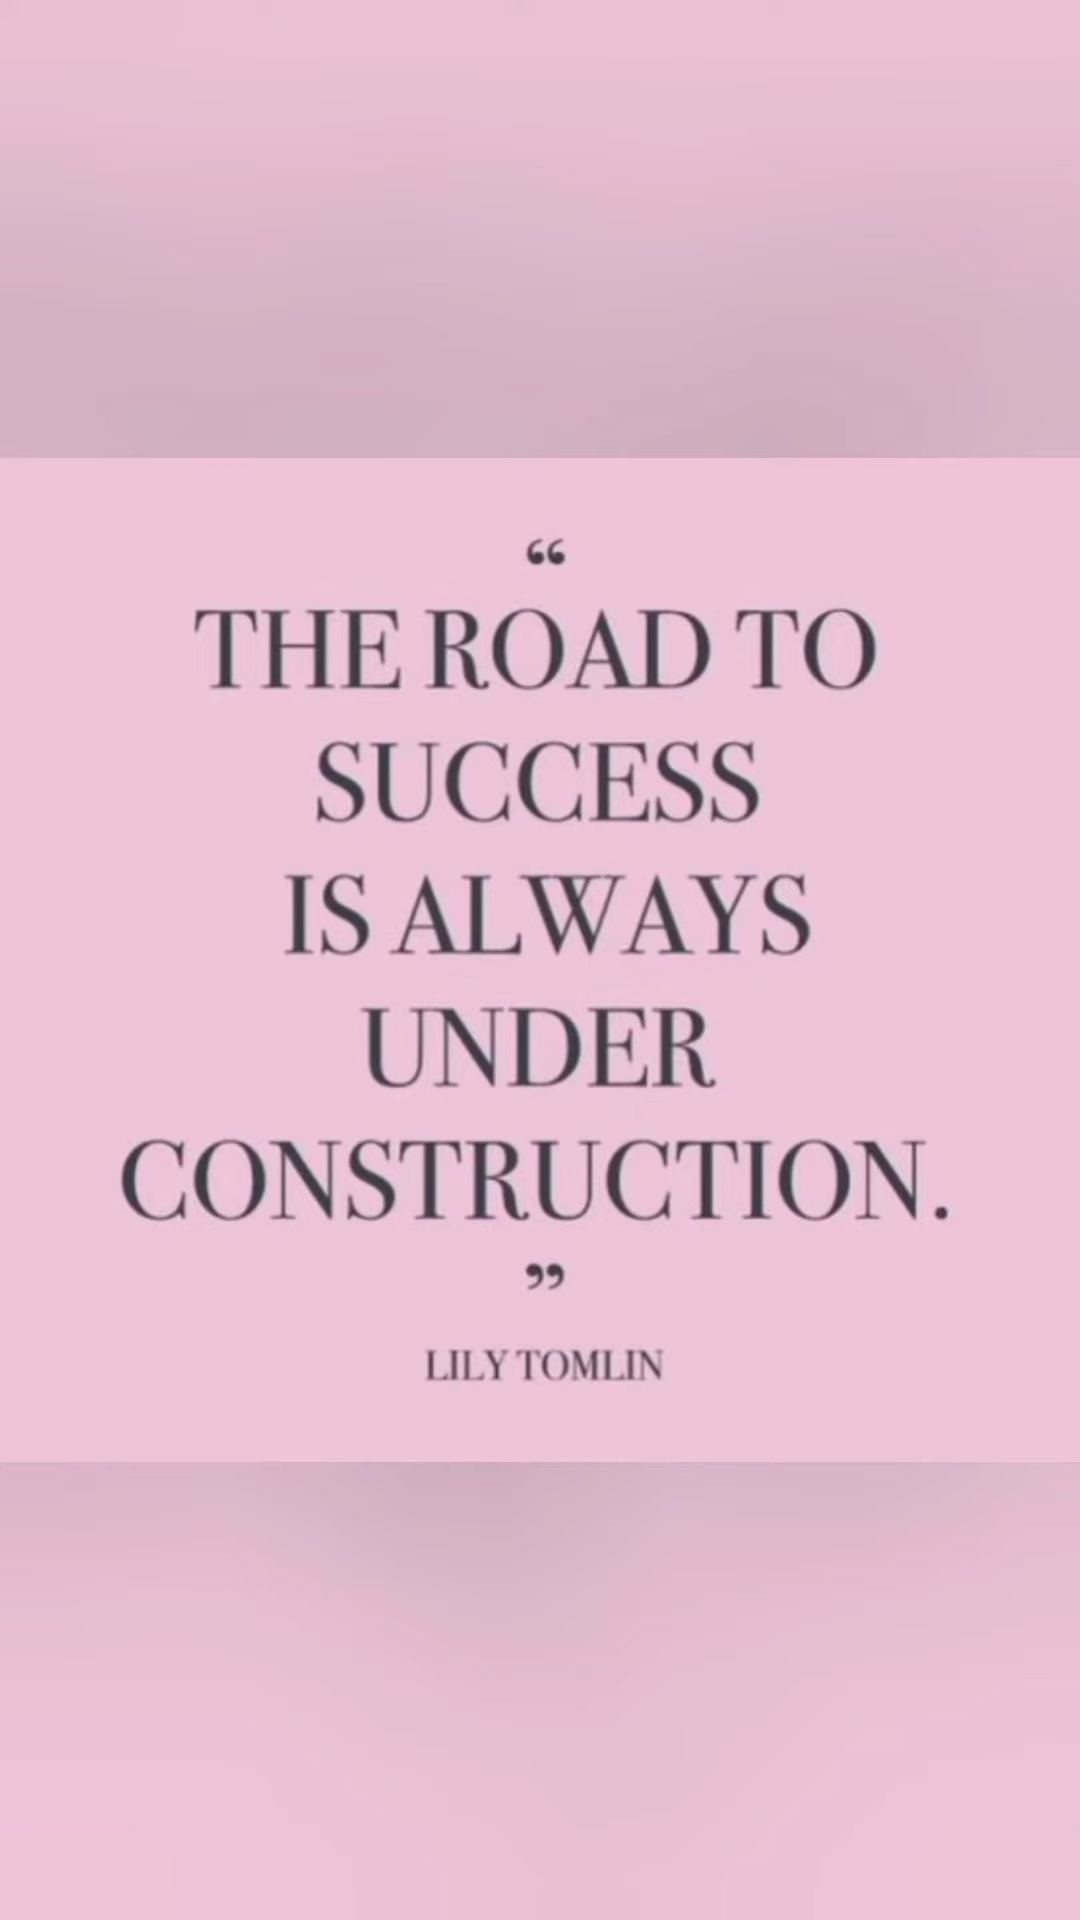 “
THE ROAD TO
SUCCESS
IS ALWAYS
UNDER
CONSTRUCTION.
”
LILY TOMLIN